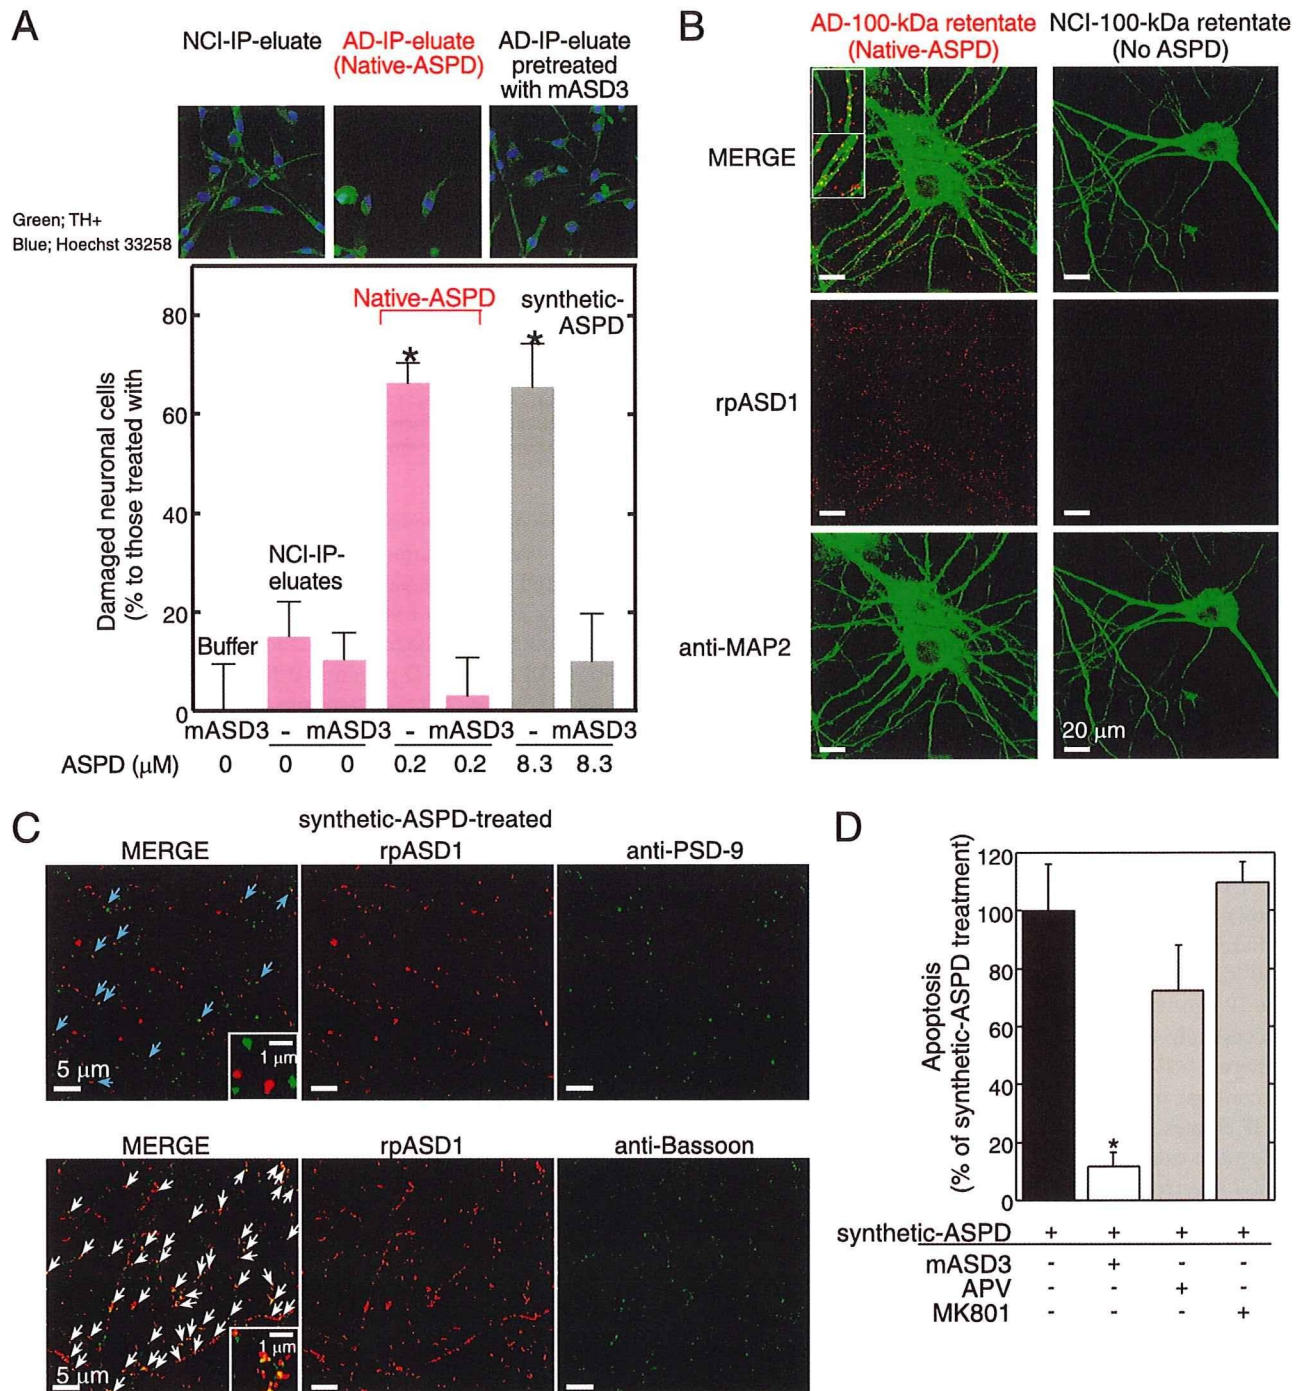 A
NCI-IP-eluate
AD-IP-eluate
(Native-ASPD)
AD-IP-eluate
pretreated
with mASD3
Green; TH+
Blue; Hoechst 33258
Native-ASPD
synthetic-
ASPD
*
*
NCI-IP-
eluates
Buffer
Damaged neuronal cells
(% to those treated with
80
60
40
20
0
mASD3 - mASD3 - mASD3 - mASD3
ASPD (μM) 0 0 0 0.2 0.2 8.3 8.3
B
AD-100-kDa retentate
(Native-ASPD)
NCI-100-kDa retentate
(No ASPD)
MERGE
rpASD1
anti-MAP2
20 μm
C
synthetic-ASPD-treated
MERGE rpASD1 anti-PSD-9
5 μm
1 μm
MERGE rpASD1 anti-Bassoon
5 μm
1 μm
D
Apoptosis
(% of synthetic-ASPD treatment)
120
100
80
60
40
20
0
*
synthetic-ASPD + + + +
mASD3 - + - -
APV - - + -
MK801 - - - +